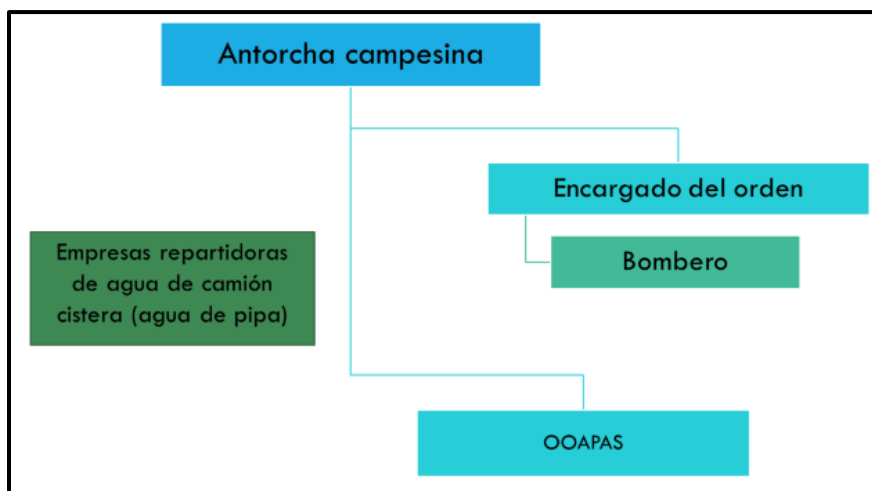 Antorcha campesina
Encargado del orden
Bombero
Empresas repartidoras
de agua de camión
cistera (agua de pipa)
OOAPAS